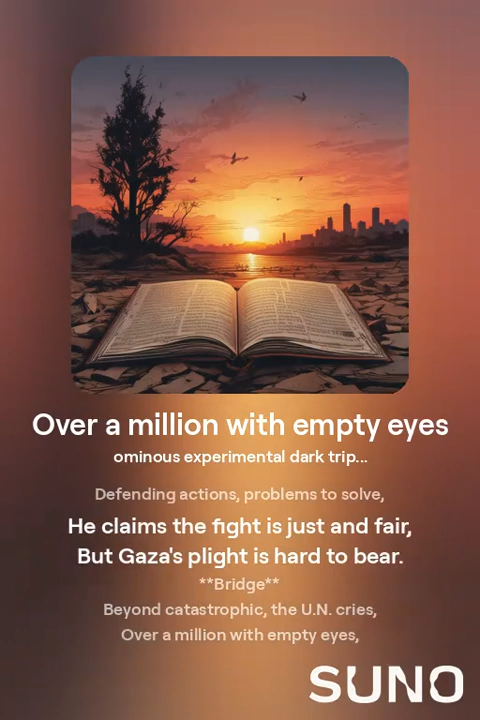 Over a million with empty eyes
ominous experimental dark trip...
Defending actions, problems to solve,
He claims the fight is just and fair,
But Gaza's plight is hard to bear.
**Bridge**
Beyond catastrophic, the U.N. cries,
Over a million with empty eyes,
SUNO